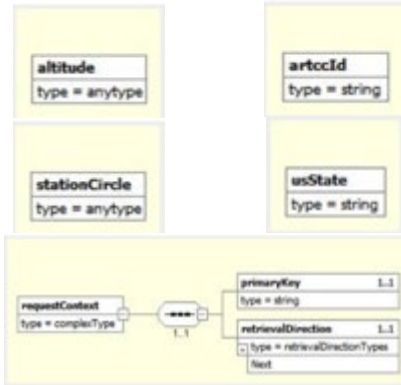 altitude
type = anytype
artccId
type = string
stationCircle
type = anytype
usState
type = string
requestContext
type = complexType
1..1
primaryKey 1..1
type = string
retrievalDirection 1..1
type = retrievalDirectionTypes
Next